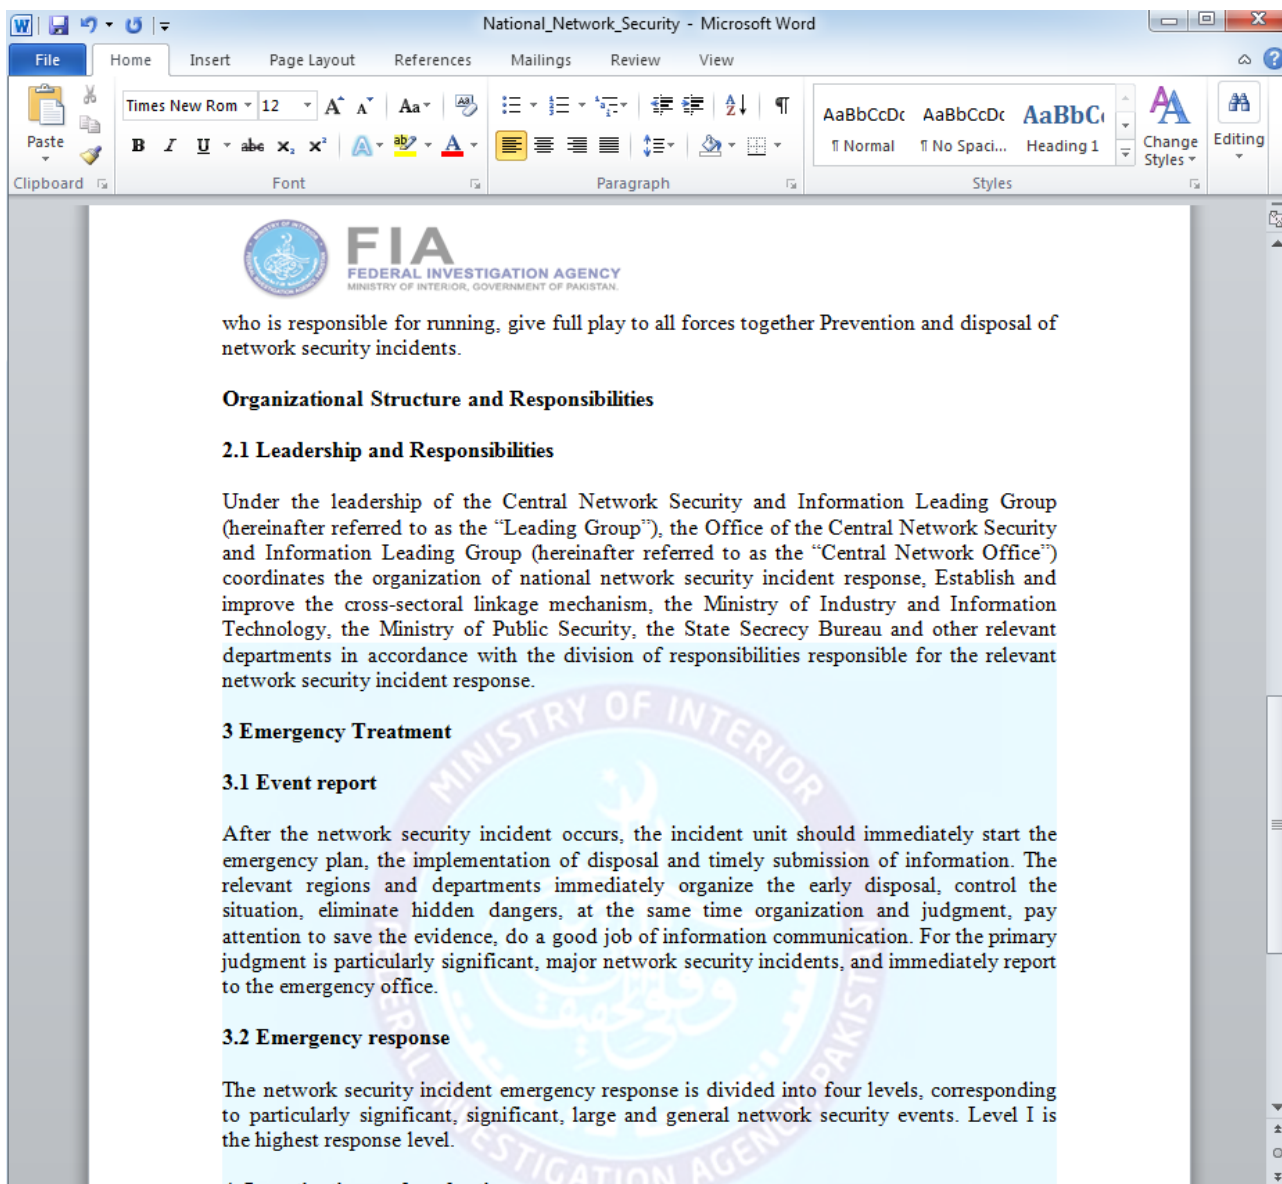 National_Network_Security - Microsoft Word
File Home Insert Page Layout References Mailings Review View
Times New Rom 12
Paste
AaBbCcDc AaBbCcDc AaBbC
¶ Normal ¶ No Spaci... Heading 1
Change Styles
Editing
Clipboard Font Paragraph Styles
FIA
FEDERAL INVESTIGATION AGENCY
MINISTRY OF INTERIOR, GOVERNMENT OF PAKISTAN.
who is responsible for running, give full play to all forces together Prevention and disposal of
network security incidents.
Organizational Structure and Responsibilities
2.1 Leadership and Responsibilities
Under the leadership of the Central Network Security and Information Leading Group
(hereinafter referred to as the “Leading Group”), the Office of the Central Network Security
and Information Leading Group (hereinafter referred to as the “Central Network Office”)
coordinates the organization of national network security incident response, Establish and
improve the cross-sectoral linkage mechanism, the Ministry of Industry and Information
Technology, the Ministry of Public Security, the State Secrecy Bureau and other relevant
departments in accordance with the division of responsibilities responsible for the relevant
network security incident response.
3 Emergency Treatment
3.1 Event report
After the network security incident occurs, the incident unit should immediately start the
emergency plan, the implementation of disposal and timely submission of information. The
relevant regions and departments immediately organize the early disposal, control the
situation, eliminate hidden dangers, at the same time organization and judgment, pay
attention to save the evidence, do a good job of information communication. For the primary
judgment is particularly significant, major network security incidents, and immediately report
to the emergency office.
3.2 Emergency response
The network security incident emergency response is divided into four levels, corresponding
to particularly significant, significant, large and general network security events. Level I is
the highest response level.
MINISTRY OF INTERIOR
FEDERAL INVESTIGATION AGENCY, PAKISTAN